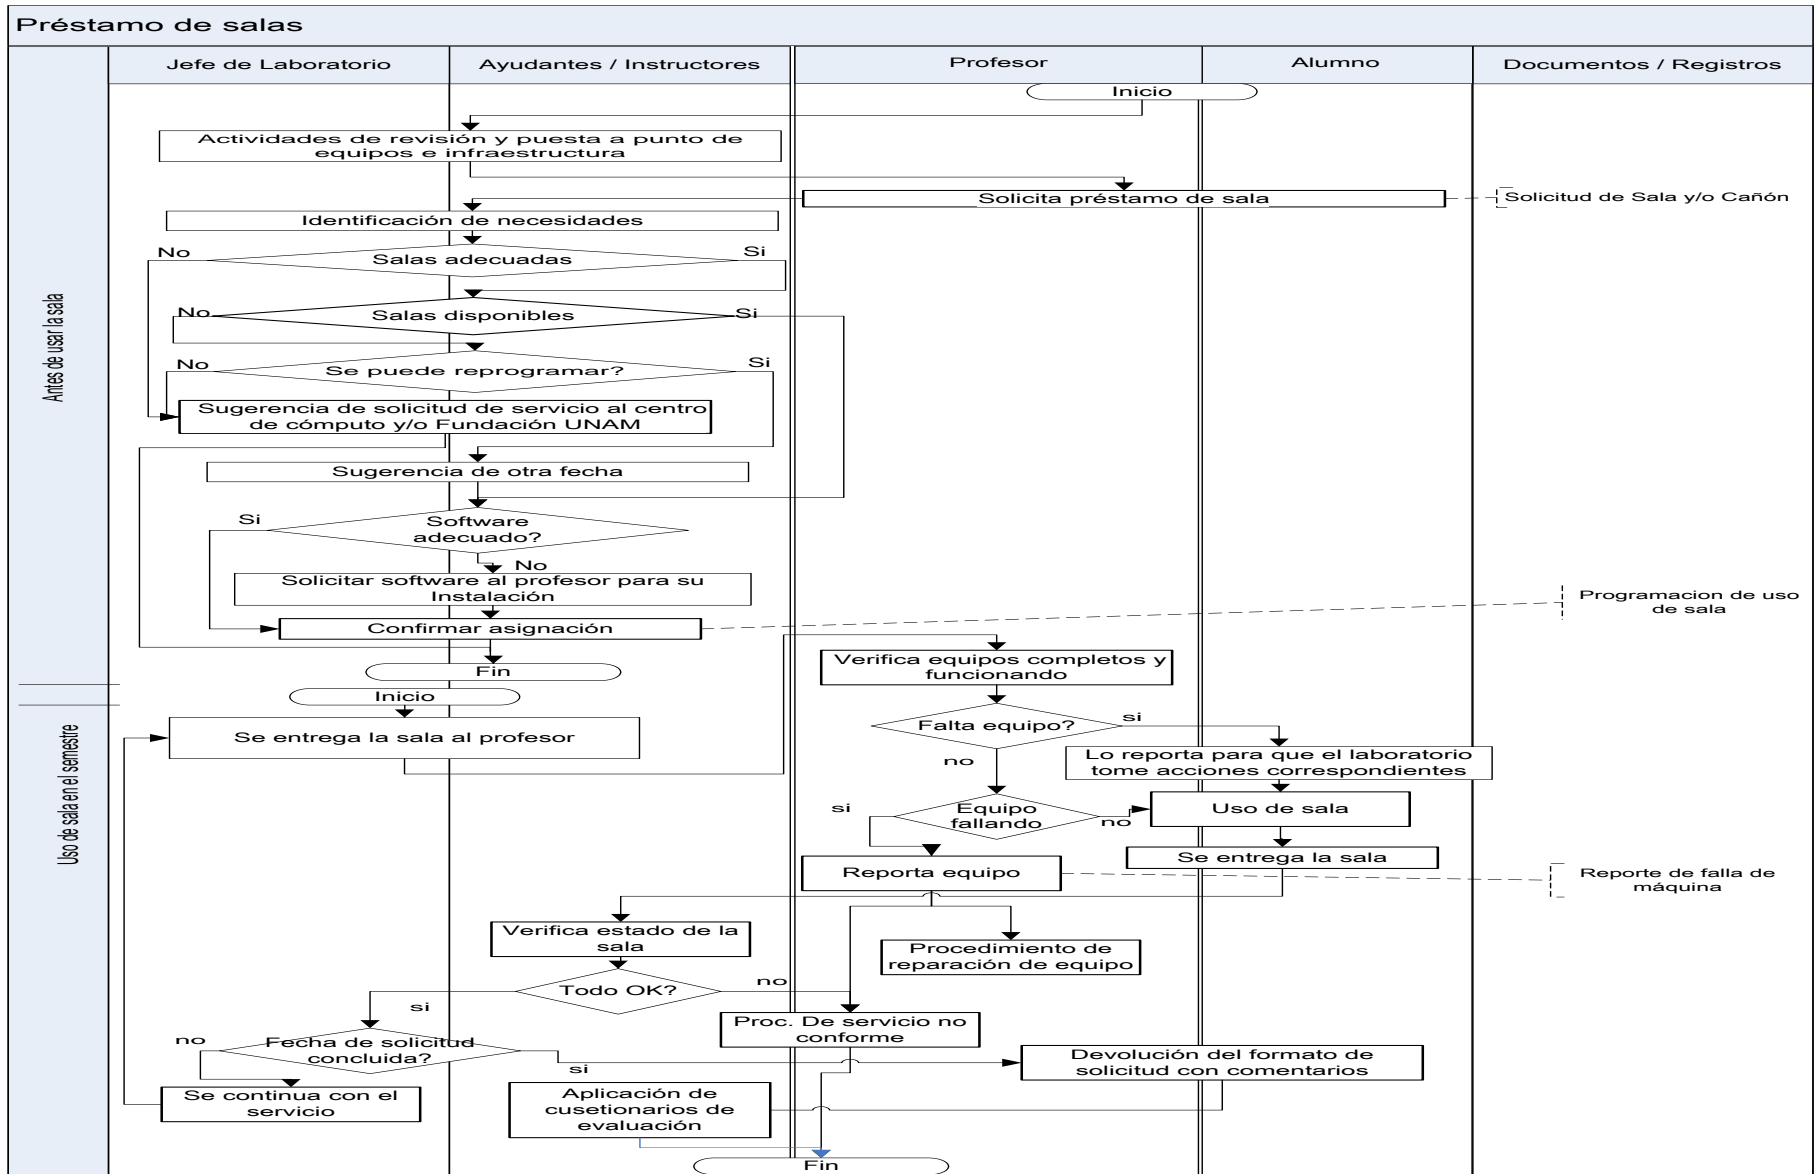 Préstamo de salas
Jefe de Laboratorio
Ayudantes / Instructores
Profesor
Alumno
Documentos / Registros
Antes de usar la sala
Inicio
Actividades de revisión y puesta a punto de
equipos e infraestructura
Solicita préstamo de sala
Solicitud de Sala y/o Cañón
Identificación de necesidades
No
Salas adecuadas
Si
No
Salas disponibles
Si
No
Se puede reprogramar?
Si
Sugerencia de solicitud de servicio al centro
de cómputo y/o Fundación UNAM
Sugerencia de otra fecha
Si
Software
adecuado?
No
Solicitar software al profesor para su
Instalación
Programacion de uso
de sala
Confirmar asignación
Fin
Uso de sala en el semestre
Inicio
Se entrega la sala al profesor
Verifica equipos completos y
funcionando
Falta equipo?
si
no
Lo reporta para que el laboratorio
tome acciones correspondientes
si
Equipo
fallando
no
Uso de sala
Se entrega la sala
Reporta equipo
Reporte de falla de
máquina
Verifica estado de la
sala
Procedimiento de
reparación de equipo
Todo OK?
no
si
Proc. De servicio no
conforme
no
Fecha de solicitud
concluida?
si
Devolución del formato de
solicitud con comentarios
Se continua con el
servicio
Aplicación de
cusetionarios de
evaluación
Fin